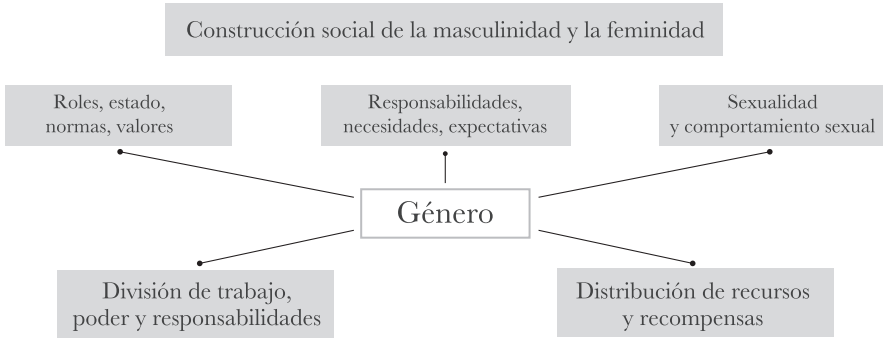 Construcción social de la masculinidad y la feminidad
Roles, estado,
normas, valores
Responsabilidades,
necesidades, expectativas
Sexualidad
y comportamiento sexual
Género
División de trabajo,
poder y responsabilidades
Distribución de recursos
y recompensas